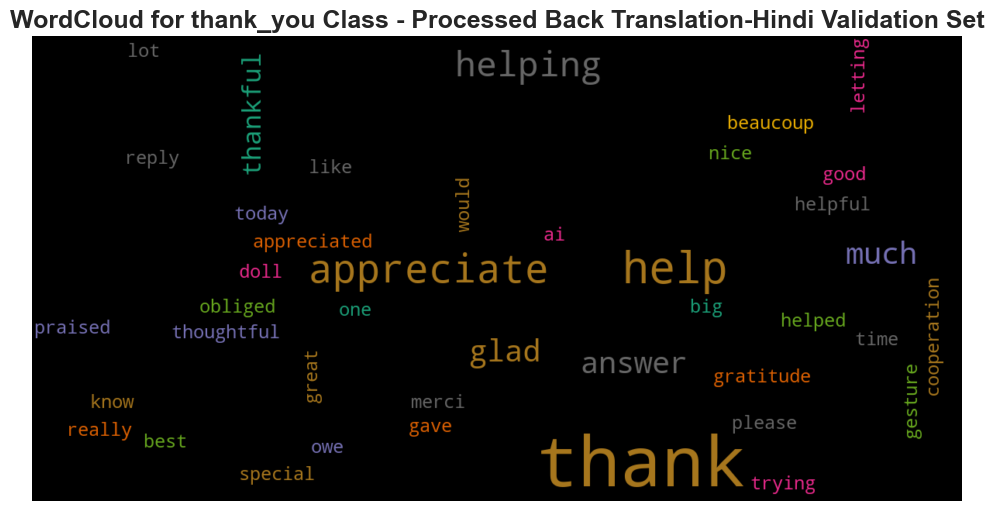 WordCloud for thank_you Class - Processed Back Translation-Hindi Validation Set
lot
thankful
helping
letting
beaucoup
reply
like
nice
good
would
helpful
today
ai
appreciated
much
doll
appreciate
help
obliged
one
big
praised
thoughtful
helped
time
cooperation
glad
answer
great
gratitude
gesture
know
merci
really
gave
please
best
owe
thank
special
trying